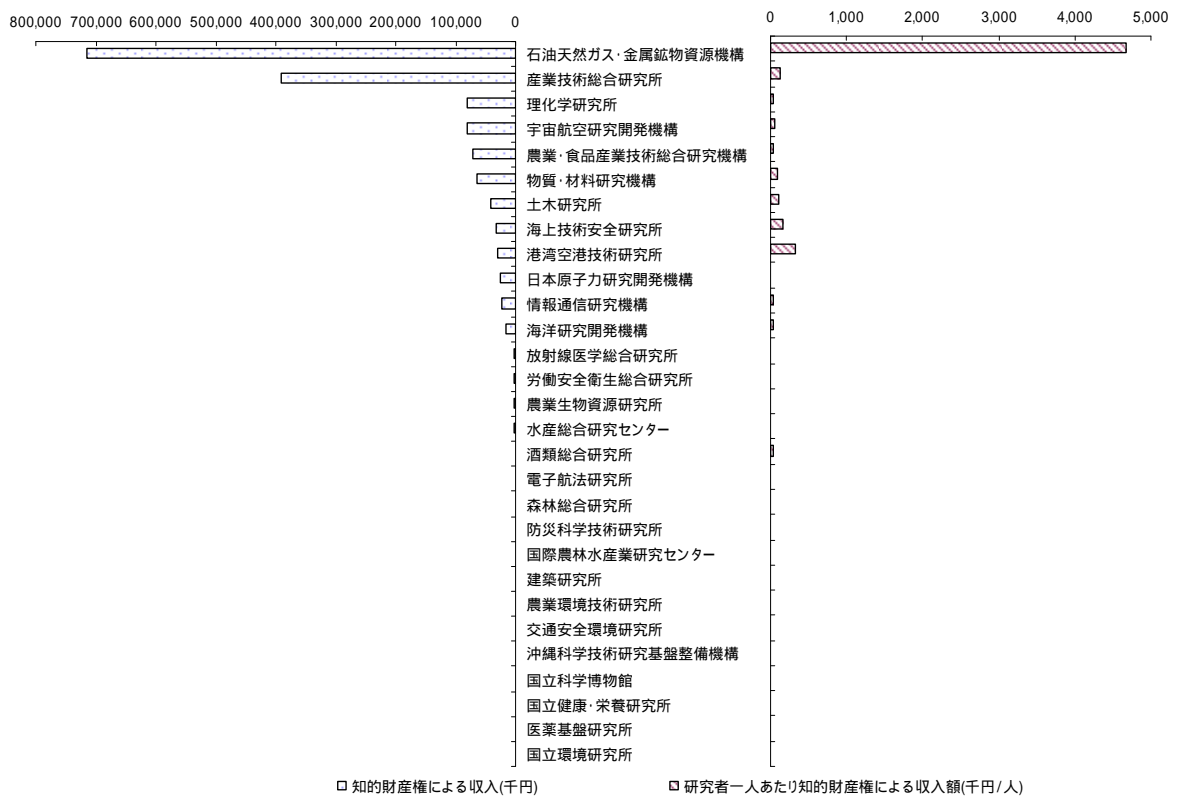 800,000 700,000 600,000 500,000 400,000 300,000 200,000 100,000 0
0 1,000 2,000 3,000 4,000 5,000
石油天然ガス・金属鉱物資源機構
産業技術総合研究所
理化学研究所
宇宙航空研究開発機構
農業・食品産業技術総合研究機構
物質・材料研究機構
土木研究所
海上技術安全研究所
港湾空港技術研究所
日本原子力研究開発機構
情報通信研究機構
海洋研究開発機構
放射線医学総合研究所
労働安全衛生総合研究所
農業生物資源研究所
水産総合研究センター
酒類総合研究所
電子航法研究所
森林総合研究所
防災科学技術研究所
国際農林水産業研究センター
建築研究所
農業環境技術研究所
交通安全環境研究所
沖縄科学技術研究基盤整備機構
国立科学博物館
国立健康・栄養研究所
医薬基盤研究所
国立環境研究所
知的財産権による収入(千円)
研究者一人あたり知的財産権による収入額(千円/人)